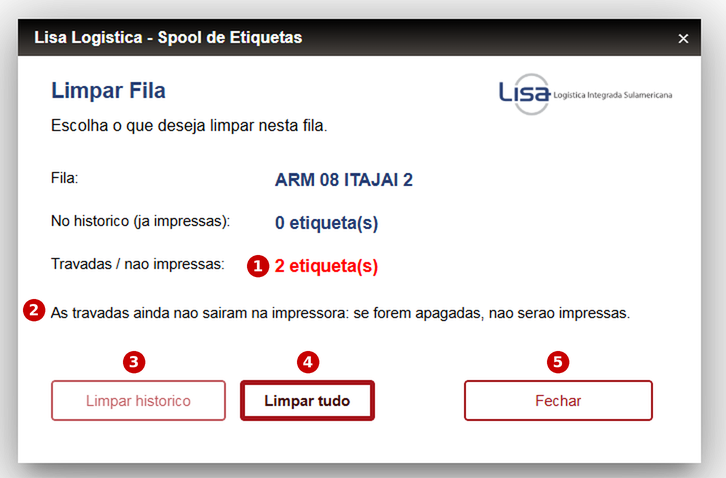 Lisa Logistica - Spool de Etiquetas
×
Limpar Fila
Lisa Logística Integrada Sulamericana
Escolha o que deseja limpar nesta fila.
Fila: ARM 08 ITAJAI 2
No historico (ja impressas): 0 etiqueta(s)
Travadas / nao impressas: 1 2 etiqueta(s)
2 As travadas ainda nao sairam na impressora: se forem apagadas, nao serao impressas.
3 4 5
Limpar historico Limpar tudo Fechar